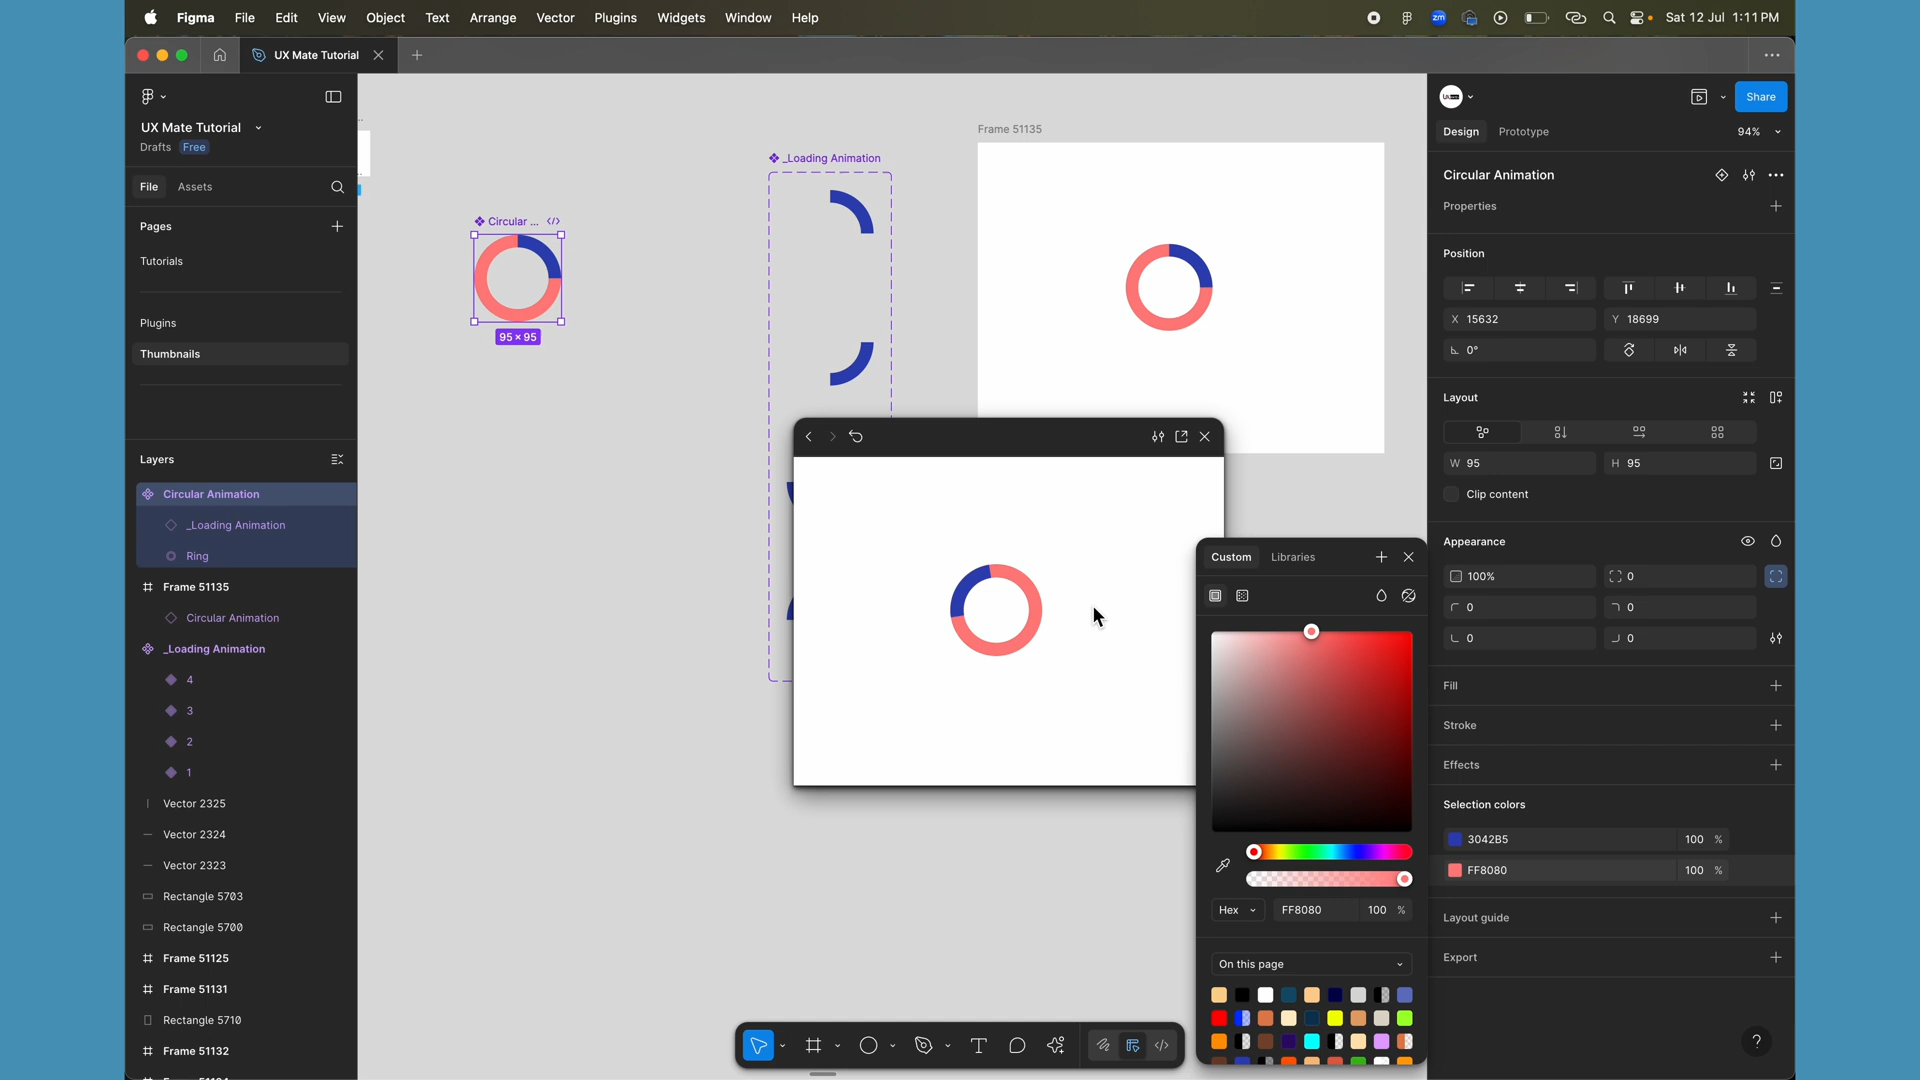 Figma File Edit View Object Text Arrange Vector Plugins Widgets Window Help
zm Sat 12 Jul 1:11 PM
UX Mate Tutorial
UX Mate Tutorial
Drafts Free
File Assets
Pages
Tutorials
Plugins
Thumbnails
Layers
Circular Animation
_Loading Animation
Ring
Frame 51135
Circular Animation
_Loading Animation
4
3
2
1
Vector 2325
Vector 2324
Vector 2323
Rectangle 5703
Rectangle 5700
Frame 51125
Frame 51131
Rectangle 5710
Frame 51132
Circular ...
95 × 95
_Loading Animation
Frame 51135
Custom Libraries
Hex FF8080 100 %
On this page
Share
Design Prototype 94%
Circular Animation
Properties
Position
X 15632 Y 18699
0°
Layout
W 95 H 95
Clip content
Appearance
100% 0
0 0
0 0
Fill
Stroke
Effects
Selection colors
3042B5 100 %
FF8080 100 %
Layout guide
Export
?